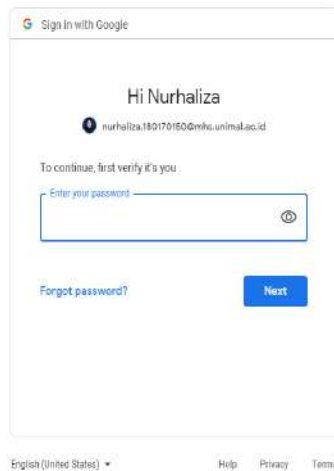 Sign in with Google
Hi Nurhaliza
nurhaliza.180170150@mhs.unimal.ac.id
To continue, first verify it's you
Enter your password
Forgot password?
Next
English (United States)
Help Privacy Terms